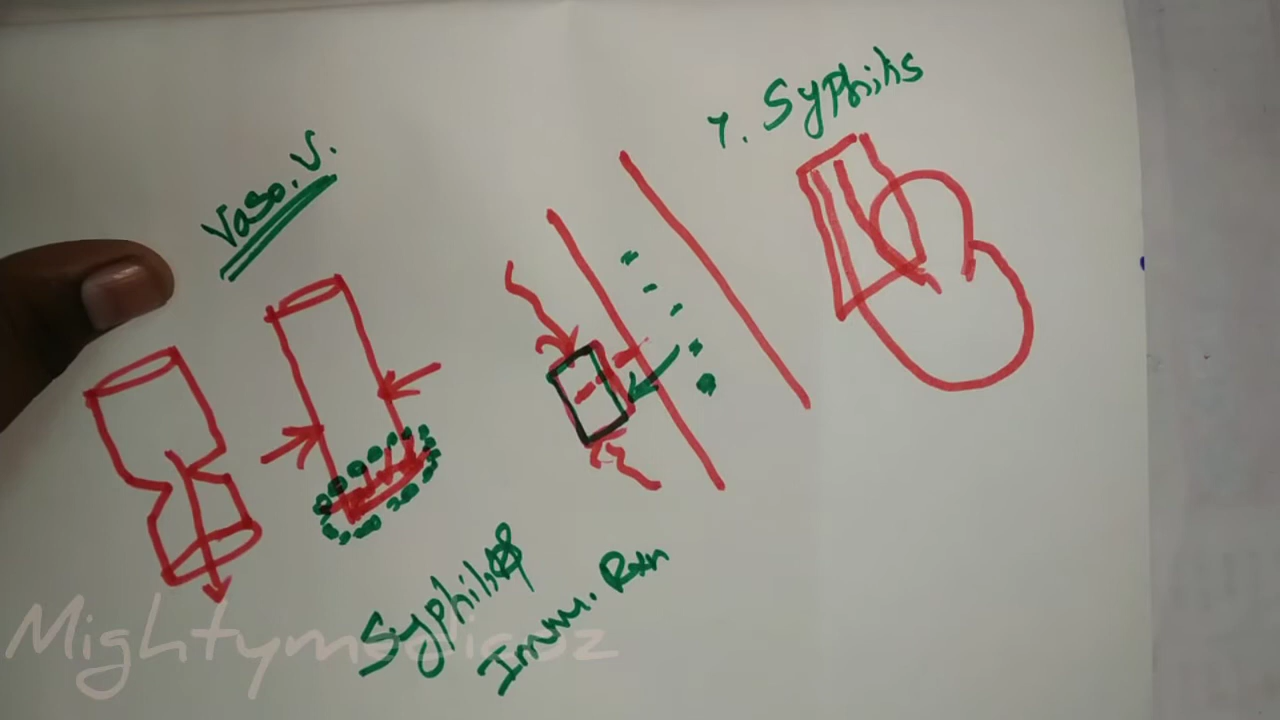 7. Syphilis
Vaso. V.
Syphilis
Immu. Rxn
Mightymedicoz